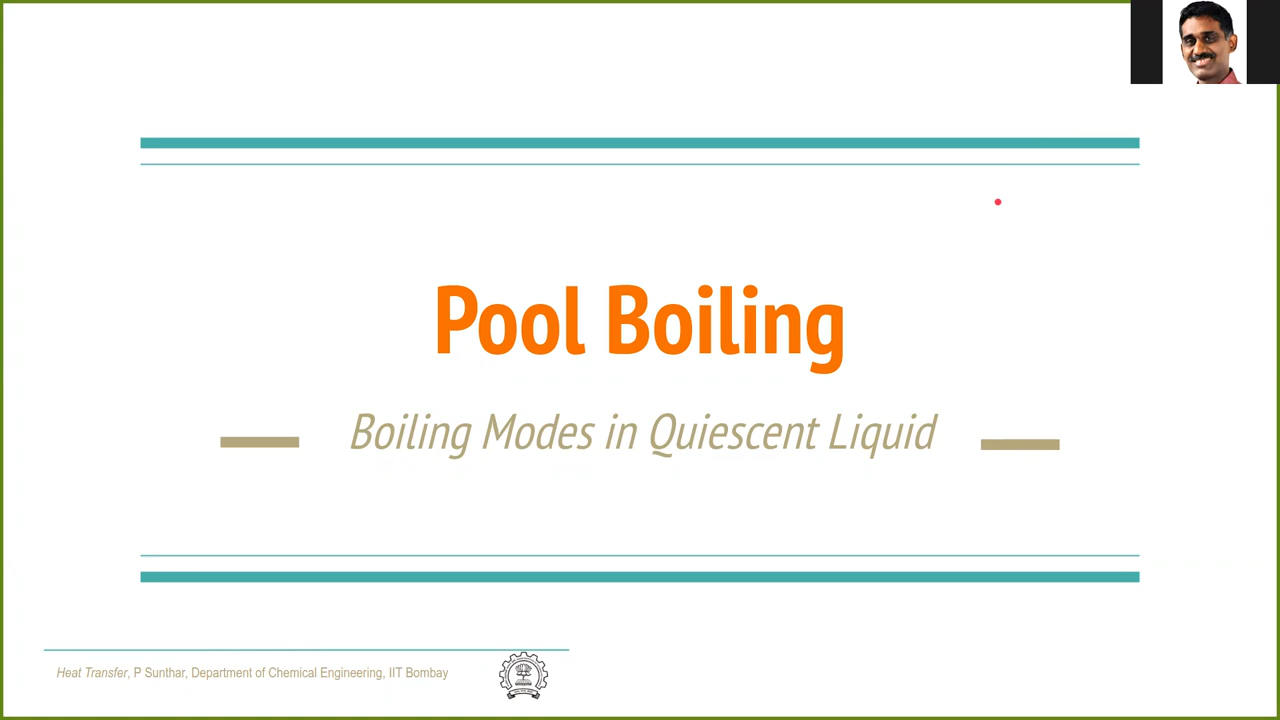 Pool Boiling
Boiling Modes in Quiescent Liquid
Heat Transfer, P Sunthar, Department of Chemical Engineering, IIT Bombay